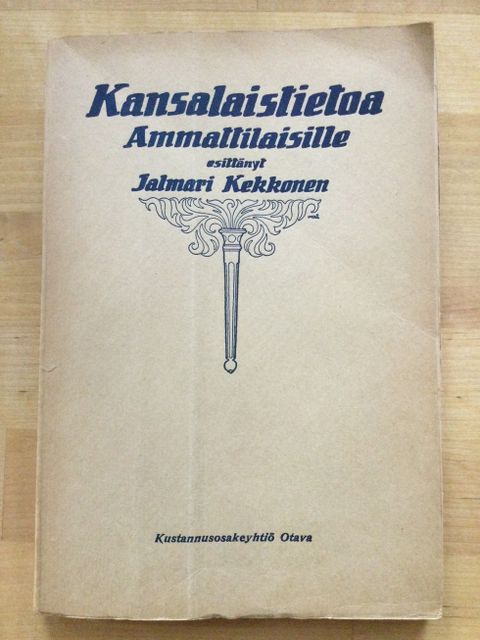 Kansalaistietoa
Ammattilaisille
esittänyt
Jalmari Kekkonen
Kustannusosakeyhtiö Otava